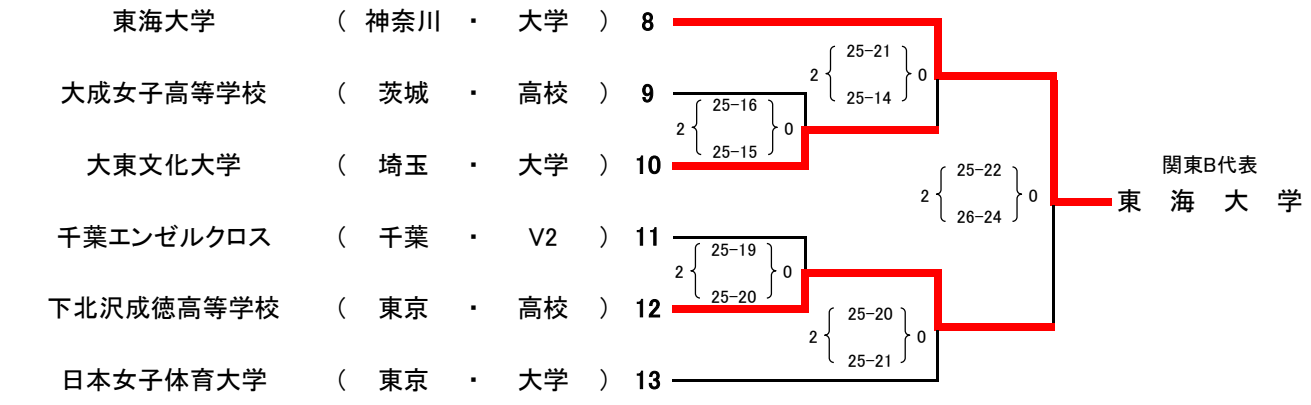 東海大学 ( 神奈川 ・ 大学 ) 8
25-21
2 0
25-14
大成女子高等学校 ( 茨城 ・ 高校 ) 9
25-16
2 0
25-15
大東文化大学 ( 埼玉 ・ 大学 ) 10
25-22
2 0
26-24
関東B代表
東海大学
千葉エンゼルクロス ( 千葉 ・ V2 ) 11
25-19
2 0
25-20
下北沢成徳高等学校 ( 東京 ・ 高校 ) 12
25-20
2 0
25-21
日本女子体育大学 ( 東京 ・ 大学 ) 13